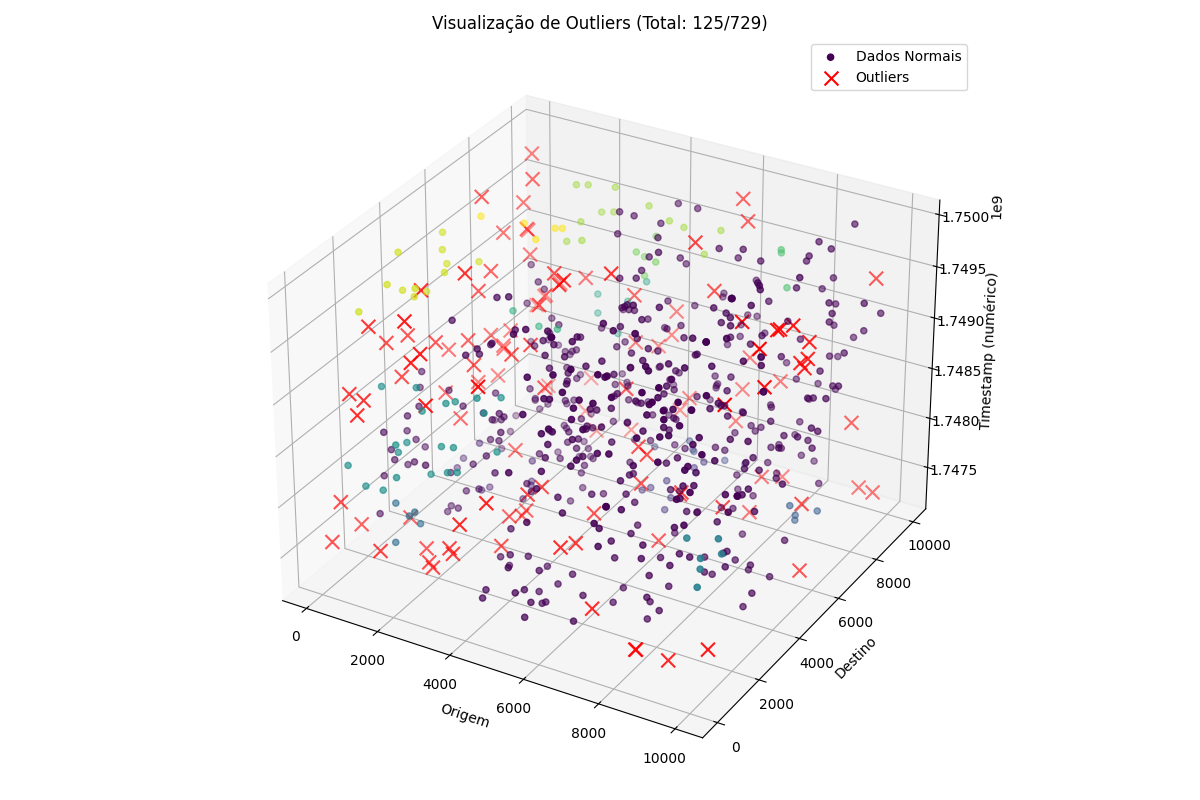 Visualização de Outliers (Total: 125/729)
Dados Normais
Outliers
1e9
1.7500
1.7495
1.7490
1.7485
1.7480
1.7475
Timestamp (numérico)
10000
8000
6000
4000
2000
0
Destino
0
2000
4000
6000
8000
10000
Origem